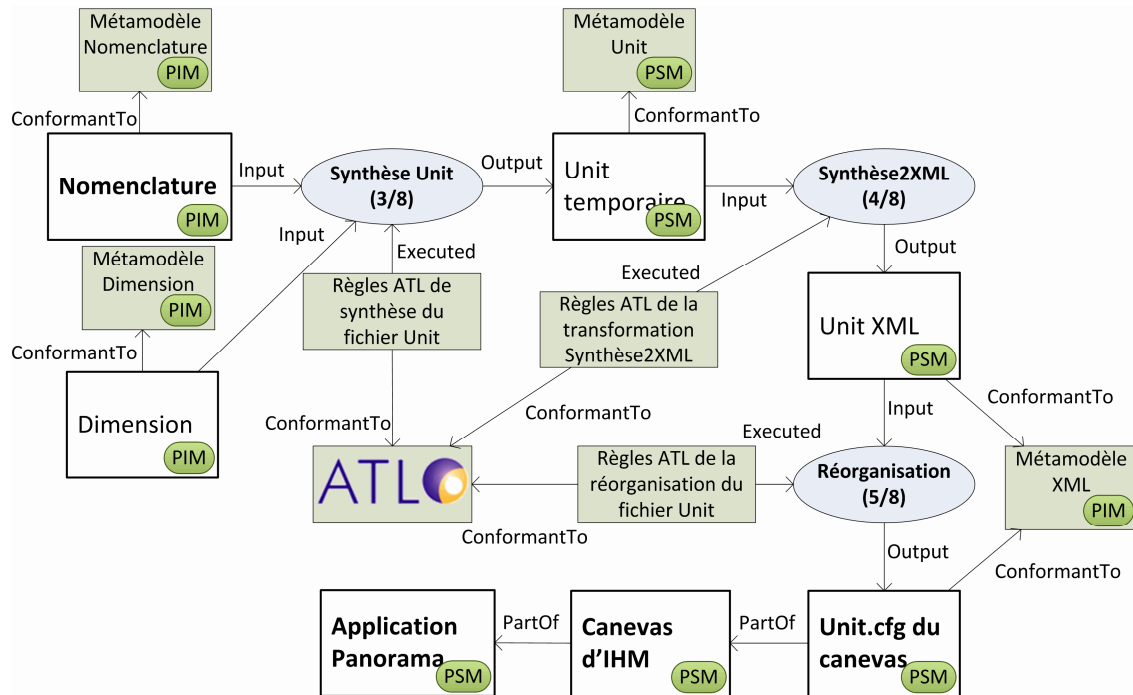 Métamodèle
Nomenclature
PIM
Métamodèle
Unit
PSM
ConformantTo
ConformantTo
Nomenclature
PIM
Input
Synthèse Unit
(3/8)
Output
Unit
temporaire
PSM
Input
Synthèse2XML
(4/8)
Input
Executed
Output
Métamodèle
Dimension
PIM
Règles ATL de
synthèse du
fichier Unit
Executed
Règles ATL de la
transformation
Synthèse2XML
Unit XML
PSM
ConformantTo
Dimension
PIM
ConformantTo
ConformantTo
Input
ConformantTo
Executed
ATL
Règles ATL de la
réorganisation du
fichier Unit
Réorganisation
(5/8)
Métamodèle
XML
PIM
ConformantTo
Output
ConformantTo
Application
Panorama
PSM
PartOf
Canevas
d'IHM
PSM
PartOf
Unit.cfg du
canevas
PSM